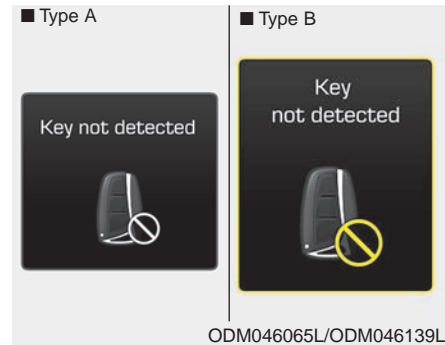 ■ Type A
Key not detected
■ Type B
Key
not detected
ODM046065L/ODM046139L